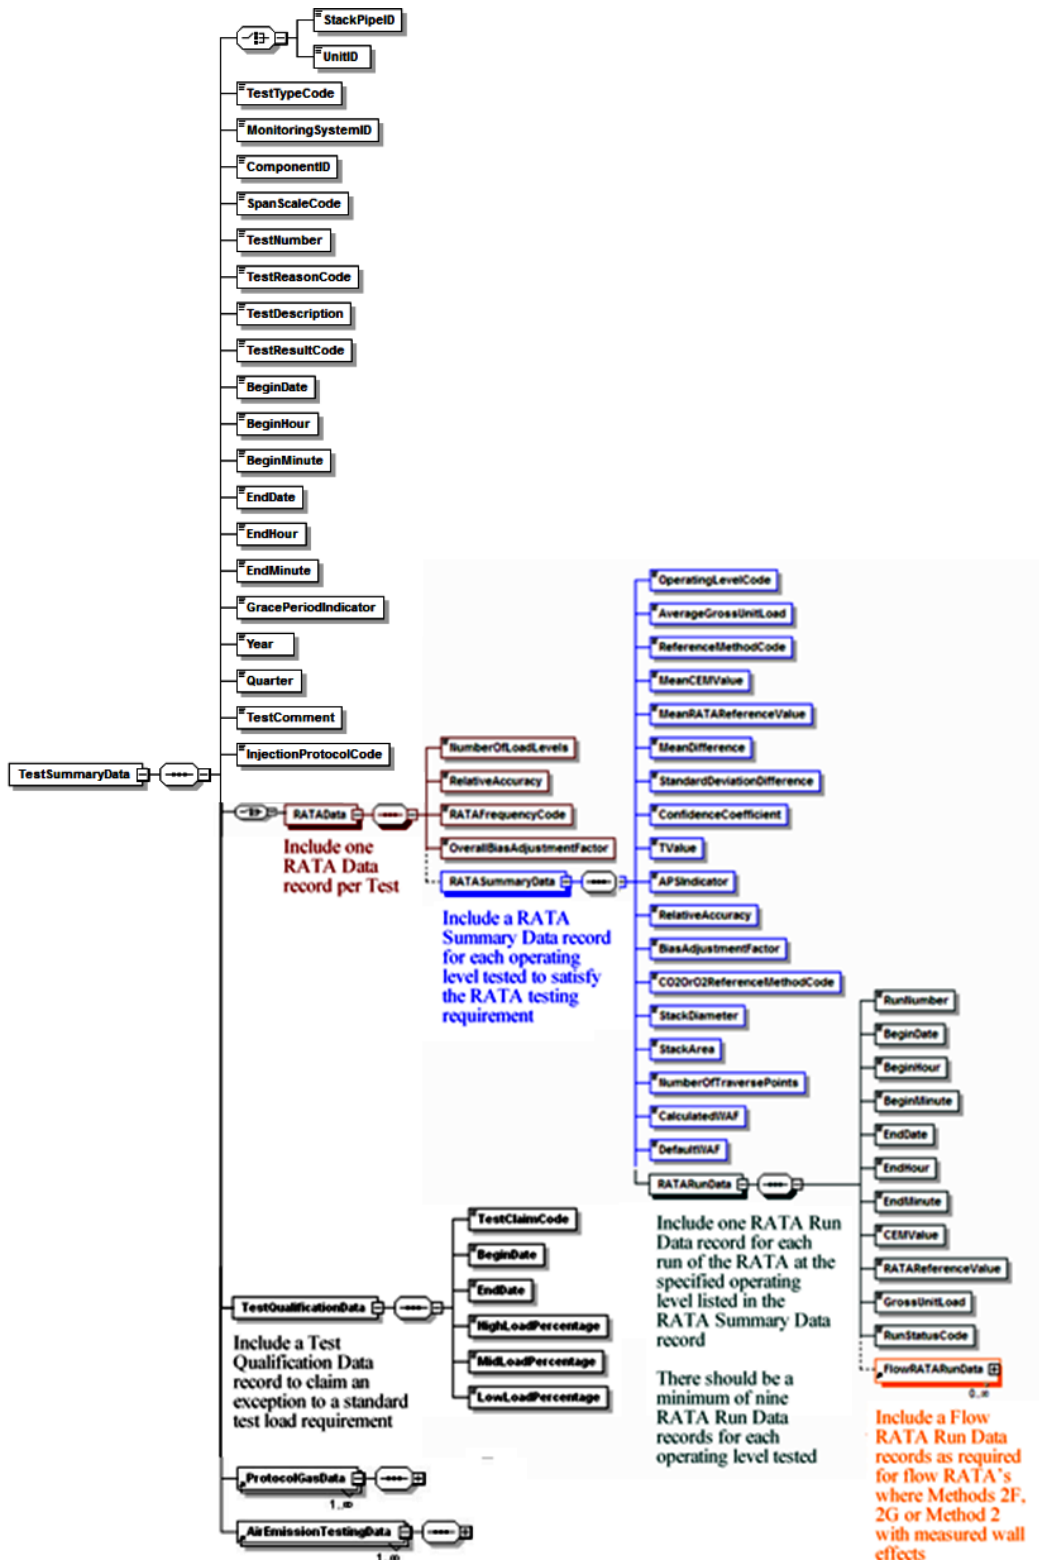 StackPipeID
UnitID
TestTypeCode
MonitoringSystemID
ComponentID
SpanScaleCode
TestNumber
TestReasonCode
TestDescription
TestResultCode
BeginDate
BeginHour
BeginMinute
EndDate
EndHour
EndMinute
GracePeriodIndicator
Year
Quarter
TestComment
InjectionProtocolCode
TestSummaryData
RATAData
Include one
RATA Data
record per Test
NumberOfLoadLevels
RelativeAccuracy
RATAFrequencyCode
OverallBiasAdjustmentFactor
RATASummaryData
Include a RATA
Summary Data record
for each operating
level tested to satisfy
the RATA testing
requirement
OperatingLevelCode
AverageGrossUnitLoad
ReferenceMethodCode
MeanCEMValue
MeanRATAReferenceValue
MeanDifference
StandardDeviationDifference
ConfidenceCoefficient
TValue
APSIndicator
RelativeAccuracy
BiasAdjustmentFactor
CO2OrO2ReferenceMethodCode
StackDiameter
StackArea
NumberOfTraversePoints
CalculatedWAF
DefaultWAF
RATARunData
Include one RATA Run
Data record for each
run of the RATA at the
specified operating
level listed in the
RATA Summary Data
record
There should be a
minimum of nine
RATA Run Data
records for each
operating level tested
RunNumber
BeginDate
BeginHour
BeginMinute
EndDate
EndHour
EndMinute
CEMValue
RATAReferenceValue
GrossUnitLoad
RunStatusCode
FlowRATARunData
0..∞
Include a Flow
RATA Run Data
records as required
for flow RATA's
where Methods 2F,
2G or Method 2
with measured wall
effects
TestQualificationData
Include a Test
Qualification Data
record to claim an
exception to a standard
test load requirement
TestClaimCode
BeginDate
EndDate
HighLoadPercentage
MidLoadPercentage
LowLoadPercentage
ProtocolGasData
1..∞
AirEmissionTestingData
1..∞